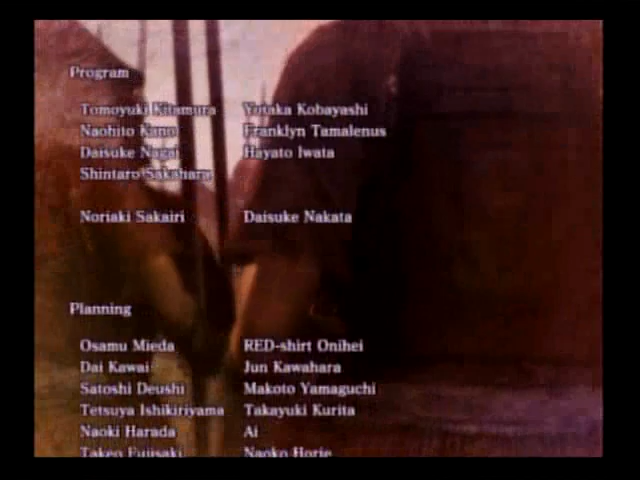 Program
Tomoyuki Kitamura Yutaka Kobayashi
Naohito Kano Franklyn Tamalenus
Daisuke Nagai Hayato Iwata
Shintaro Sakahara
Noriaki Sakairi Daisuke Nakata
Planning
Osamu Mieda RED-shirt Onihei
Dai Kawai Jun Kawahara
Satoshi Deushi Makoto Yamaguchi
Tetsuya Ishikiriyama Takayuki Kurita
Naoki Harada Ai
Takeo Fujisaki Naoko Horie